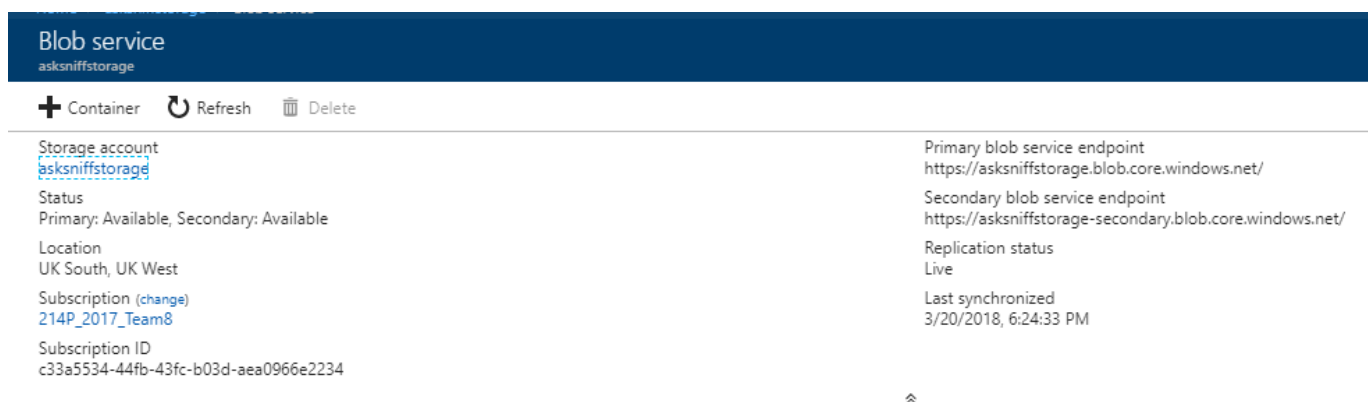 Blob service
asksniffstorage
Container Refresh Delete
Storage account
asksniffstorage
Status
Primary: Available, Secondary: Available
Location
UK South, UK West
Subscription (change)
214P_2017_Team8
Subscription ID
c33a5534-44fb-43fc-b03d-aea0966e2234
Primary blob service endpoint
https://asksniffstorage.blob.core.windows.net/
Secondary blob service endpoint
https://asksniffstorage-secondary.blob.core.windows.net/
Replication status
Live
Last synchronized
3/20/2018, 6:24:33 PM